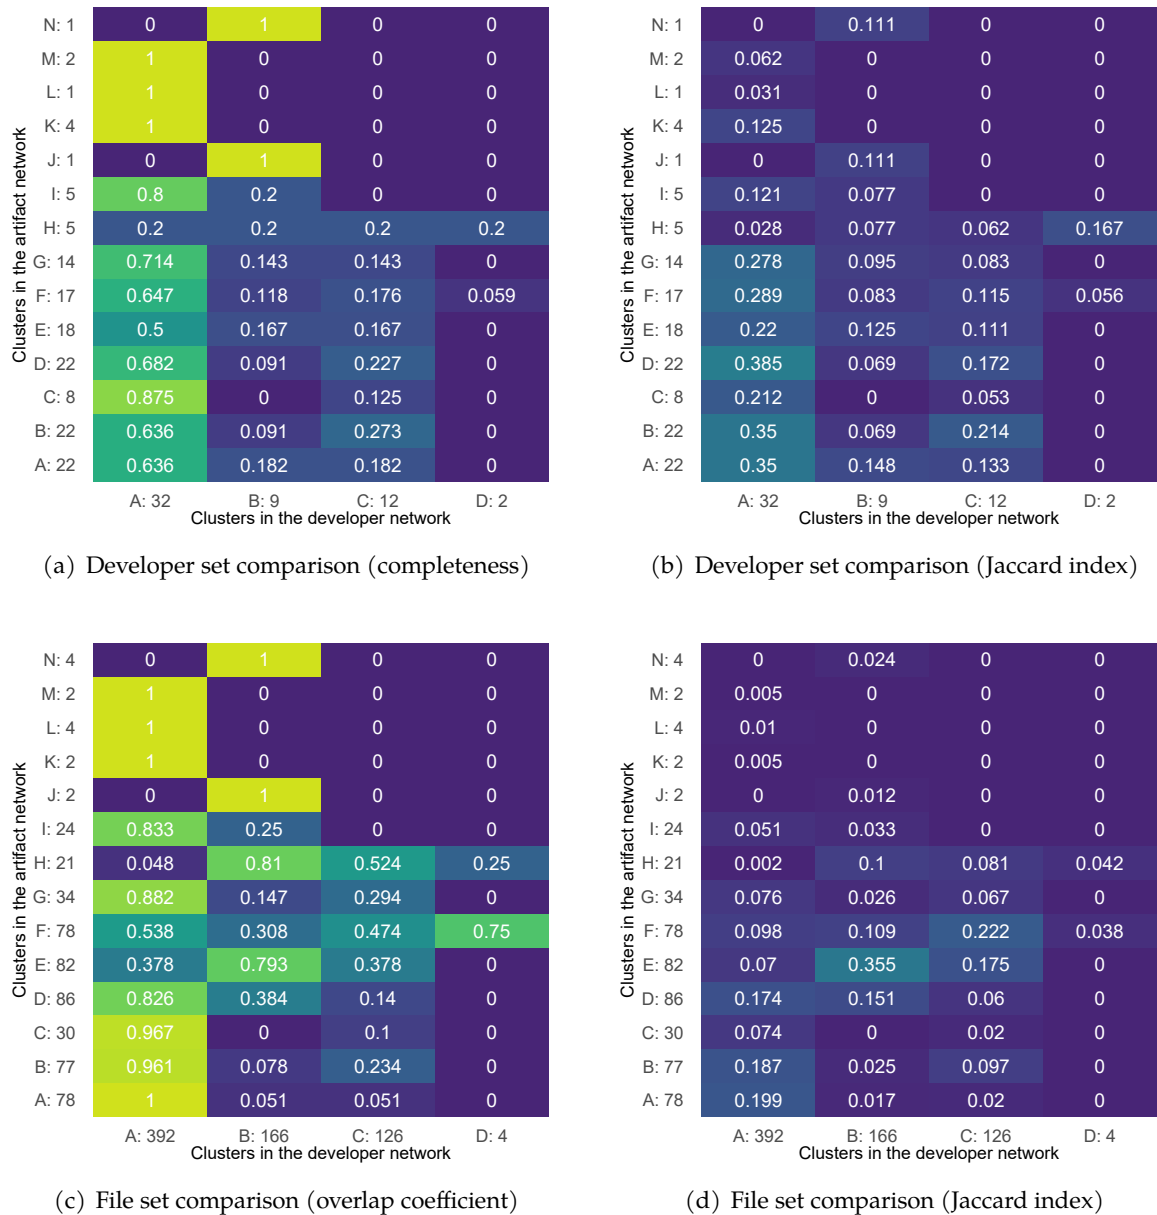 N: 1 0 1 0 0
M: 2 1 0 0 0
L: 1 1 0 0 0
K: 4 1 0 0 0
J: 1 0 1 0 0
I: 5 0.8 0.2 0 0
H: 5 0.2 0.2 0.2 0.2
G: 14 0.714 0.143 0.143 0
F: 17 0.647 0.118 0.176 0.059
E: 18 0.5 0.167 0.167 0
D: 22 0.682 0.091 0.227 0
C: 8 0.875 0 0.125 0
B: 22 0.636 0.091 0.273 0
A: 22 0.636 0.182 0.182 0
A: 32 B: 9 C: 12 D: 2
Clusters in the developer network
Clusters in the artifact network
(a) Developer set comparison (completeness)
N: 1 0 0.111 0 0
M: 2 0.062 0 0 0
L: 1 0.031 0 0 0
K: 4 0.125 0 0 0
J: 1 0 0.111 0 0
I: 5 0.121 0.077 0 0
H: 5 0.028 0.077 0.062 0.167
G: 14 0.278 0.095 0.083 0
F: 17 0.289 0.083 0.115 0.056
E: 18 0.22 0.125 0.111 0
D: 22 0.385 0.069 0.172 0
C: 8 0.212 0 0.053 0
B: 22 0.35 0.069 0.214 0
A: 22 0.35 0.148 0.133 0
A: 32 B: 9 C: 12 D: 2
Clusters in the developer network
Clusters in the artifact network
(b) Developer set comparison (Jaccard index)
N: 4 0 1 0 0
M: 2 1 0 0 0
L: 4 1 0 0 0
K: 2 1 0 0 0
J: 2 0 1 0 0
I: 24 0.833 0.25 0 0
H: 21 0.048 0.81 0.524 0.25
G: 34 0.882 0.147 0.294 0
F: 78 0.538 0.308 0.474 0.75
E: 82 0.378 0.793 0.378 0
D: 86 0.826 0.384 0.14 0
C: 30 0.967 0 0.1 0
B: 77 0.961 0.078 0.234 0
A: 78 1 0.051 0.051 0
A: 392 B: 166 C: 126 D: 4
Clusters in the developer network
Clusters in the artifact network
(c) File set comparison (overlap coefficient)
N: 4 0 0.024 0 0
M: 2 0.005 0 0 0
L: 4 0.01 0 0 0
K: 2 0.005 0 0 0
J: 2 0 0.012 0 0
I: 24 0.051 0.033 0 0
H: 21 0.002 0.1 0.081 0.042
G: 34 0.076 0.026 0.067 0
F: 78 0.098 0.109 0.222 0.038
E: 82 0.07 0.355 0.175 0
D: 86 0.174 0.151 0.06 0
C: 30 0.074 0 0.02 0
B: 77 0.187 0.025 0.097 0
A: 78 0.199 0.017 0.02 0
A: 392 B: 166 C: 126 D: 4
Clusters in the developer network
Clusters in the artifact network
(d) File set comparison (Jaccard index)